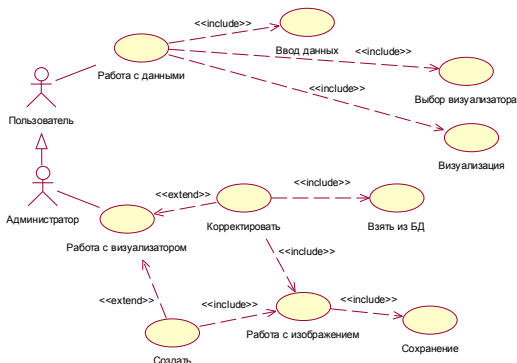 <<include>>
Ввод данных
<<include>>
Работа с данными
<<include>>
Выбор визуализатора
Пользователь
Визуализация
<<extend>>
<<include>>
Администратор
Корректировать
Взять из БД
Работа с визуализатором
<<include>>
<<extend>>
<<include>>
<<include>>
Работа с изображением
Сохранение
Создать